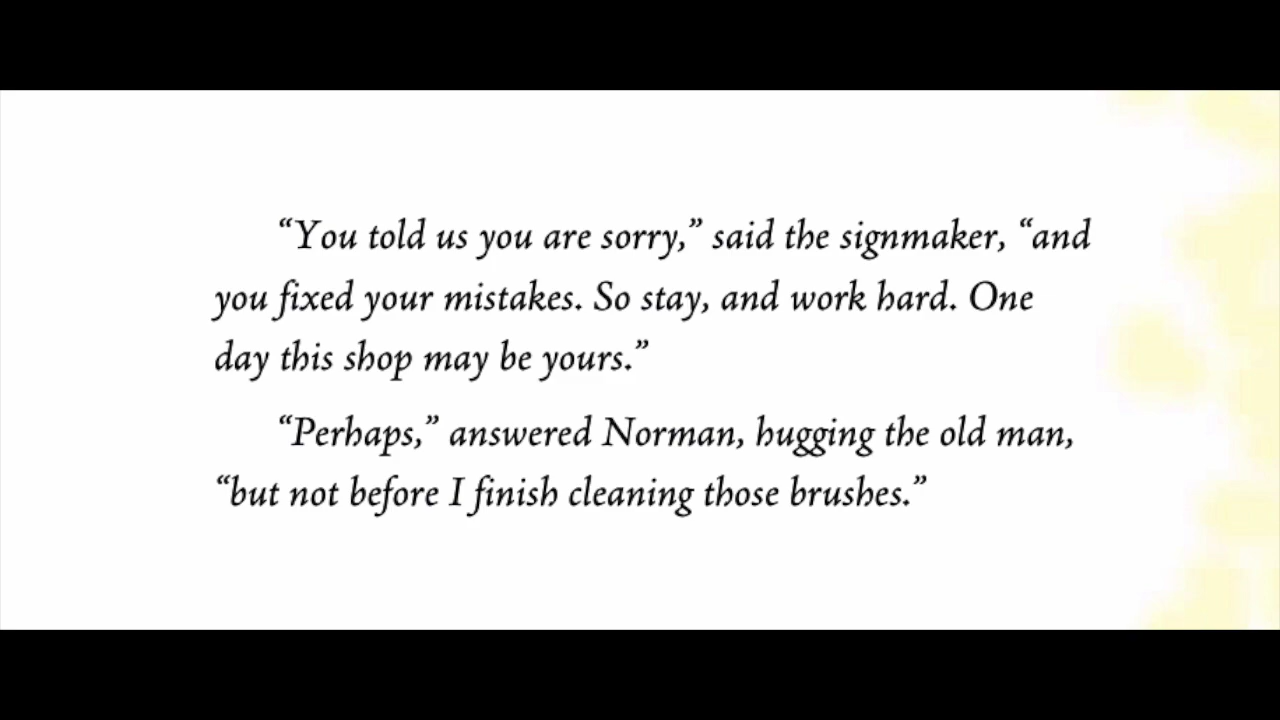 “You told us you are sorry,” said the signmaker, “and
you fixed your mistakes. So stay, and work hard. One
day this shop may be yours.”
“Perhaps,” answered Norman, hugging the old man,
“but not before I finish cleaning those brushes.”